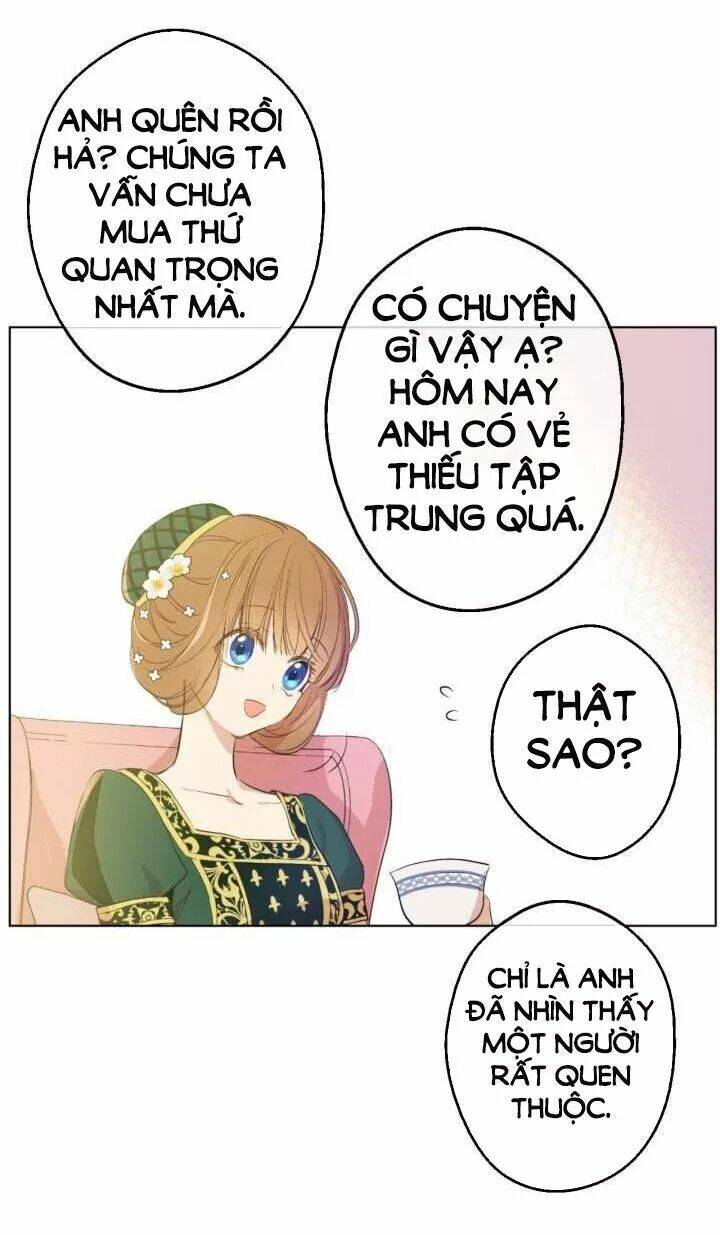 ANH QUÊN RỒI
HẢ? CHÚNG TA
VẪN CHƯA
MUA THỨ
QUAN TRỌNG
NHẤT MÀ.
CÓ CHUYỆN
GÌ VẬY Ạ?
HÔM NAY
ANH CÓ VẺ
THIẾU TẬP
TRUNG QUÁ.
THẬT
SAO?
CHỈ LÀ ANH
ĐÃ NHÌN THẤY
MỘT NGƯỜI
RẤT QUEN
THUỘC.